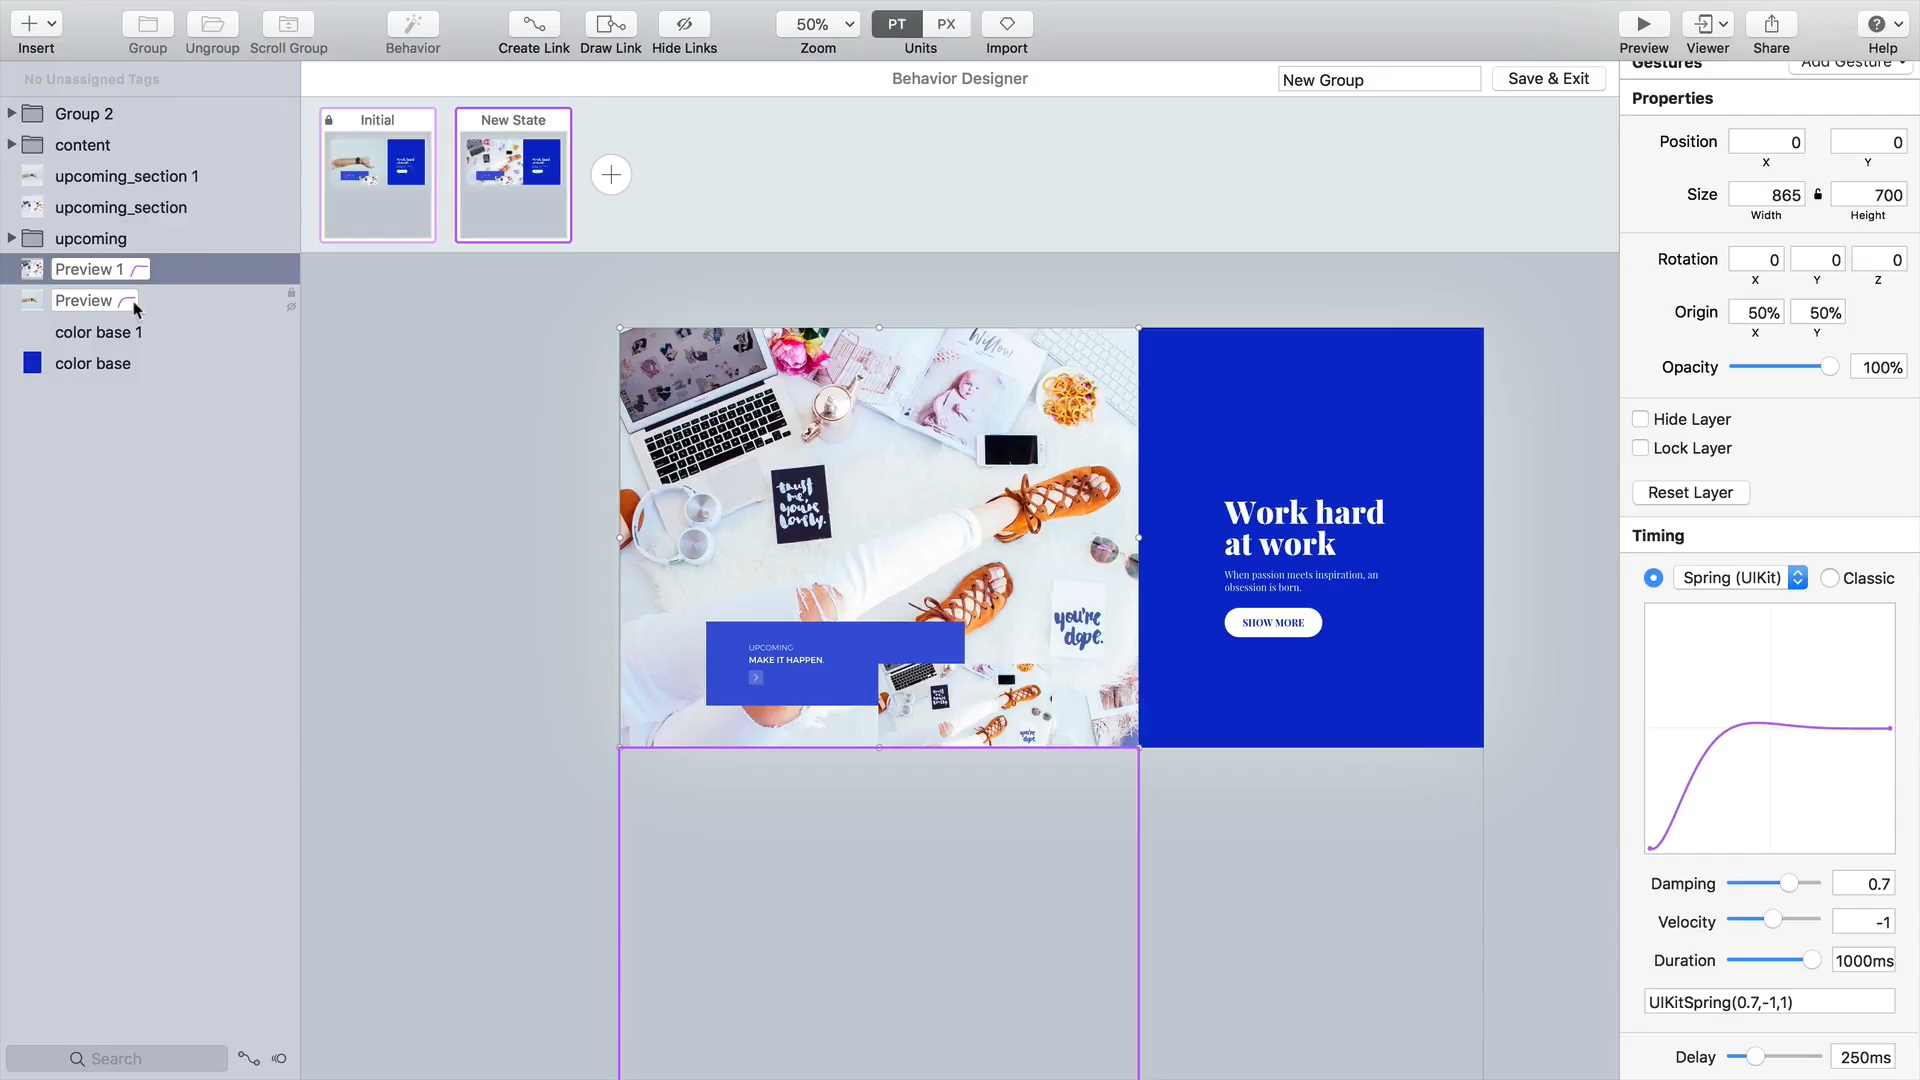 Insert
Group
Ungroup
Scroll Group
Behavior
Create Link
Draw Link
Hide Links
50%
Zoom
PT
PX
Units
Import
Preview
Viewer
Share
Help
No Unassigned Tags
Behavior Designer
New Group
Save & Exit
Gestures
Add Gesture
Group 2
content
upcoming_section 1
upcoming_section
upcoming
Preview 1
Preview
color base 1
color base
Search
Initial
New State
Willow
trust
me,
you're
lovely.
you're
dope.
UPCOMING
MAKE IT HAPPEN.
Work hard
at work
When passion meets inspiration, an
obsession is born.
SHOW MORE
Properties
Position
0
0
X
Y
Size
865
700
Width
Height
Rotation
0
0
0
X
Y
Z
Origin
50%
50%
X
Y
Opacity
100%
Hide Layer
Lock Layer
Reset Layer
Timing
Spring (UIKit)
Classic
Damping
0.7
Velocity
-1
Duration
1000ms
UIKitSpring(0.7,-1,1)
Delay
250ms